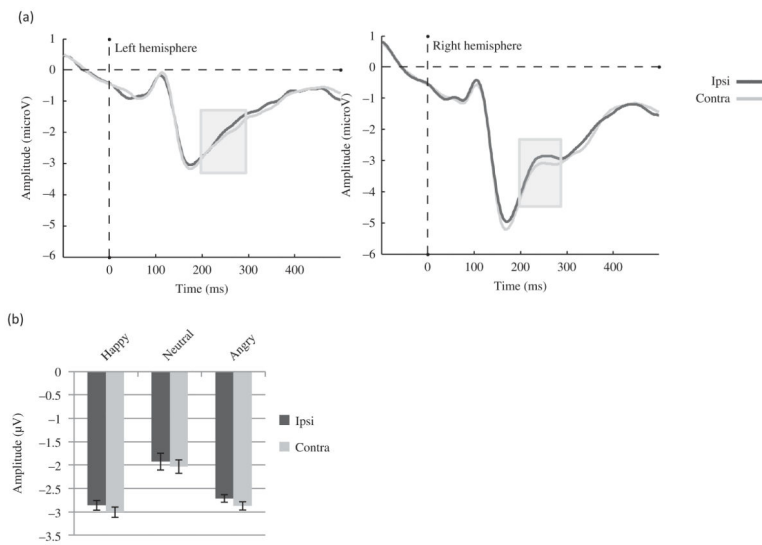 (a)
Left hemisphere
1
0
−1
−2
−3
−4
−5
−6
Amplitude (microV)
0 100 200 300 400
Time (ms)
Right hemisphere
1
0
−1
−2
−3
−4
−5
−6
Amplitude (microV)
0 100 200 300 400
Time (ms)
Ipsi
Contra
(b)
Happy Neutral Angry
0
−0.5
−1
−1.5
−2
−2.5
−3
−3.5
Amplitude (µV)
Ipsi
Contra